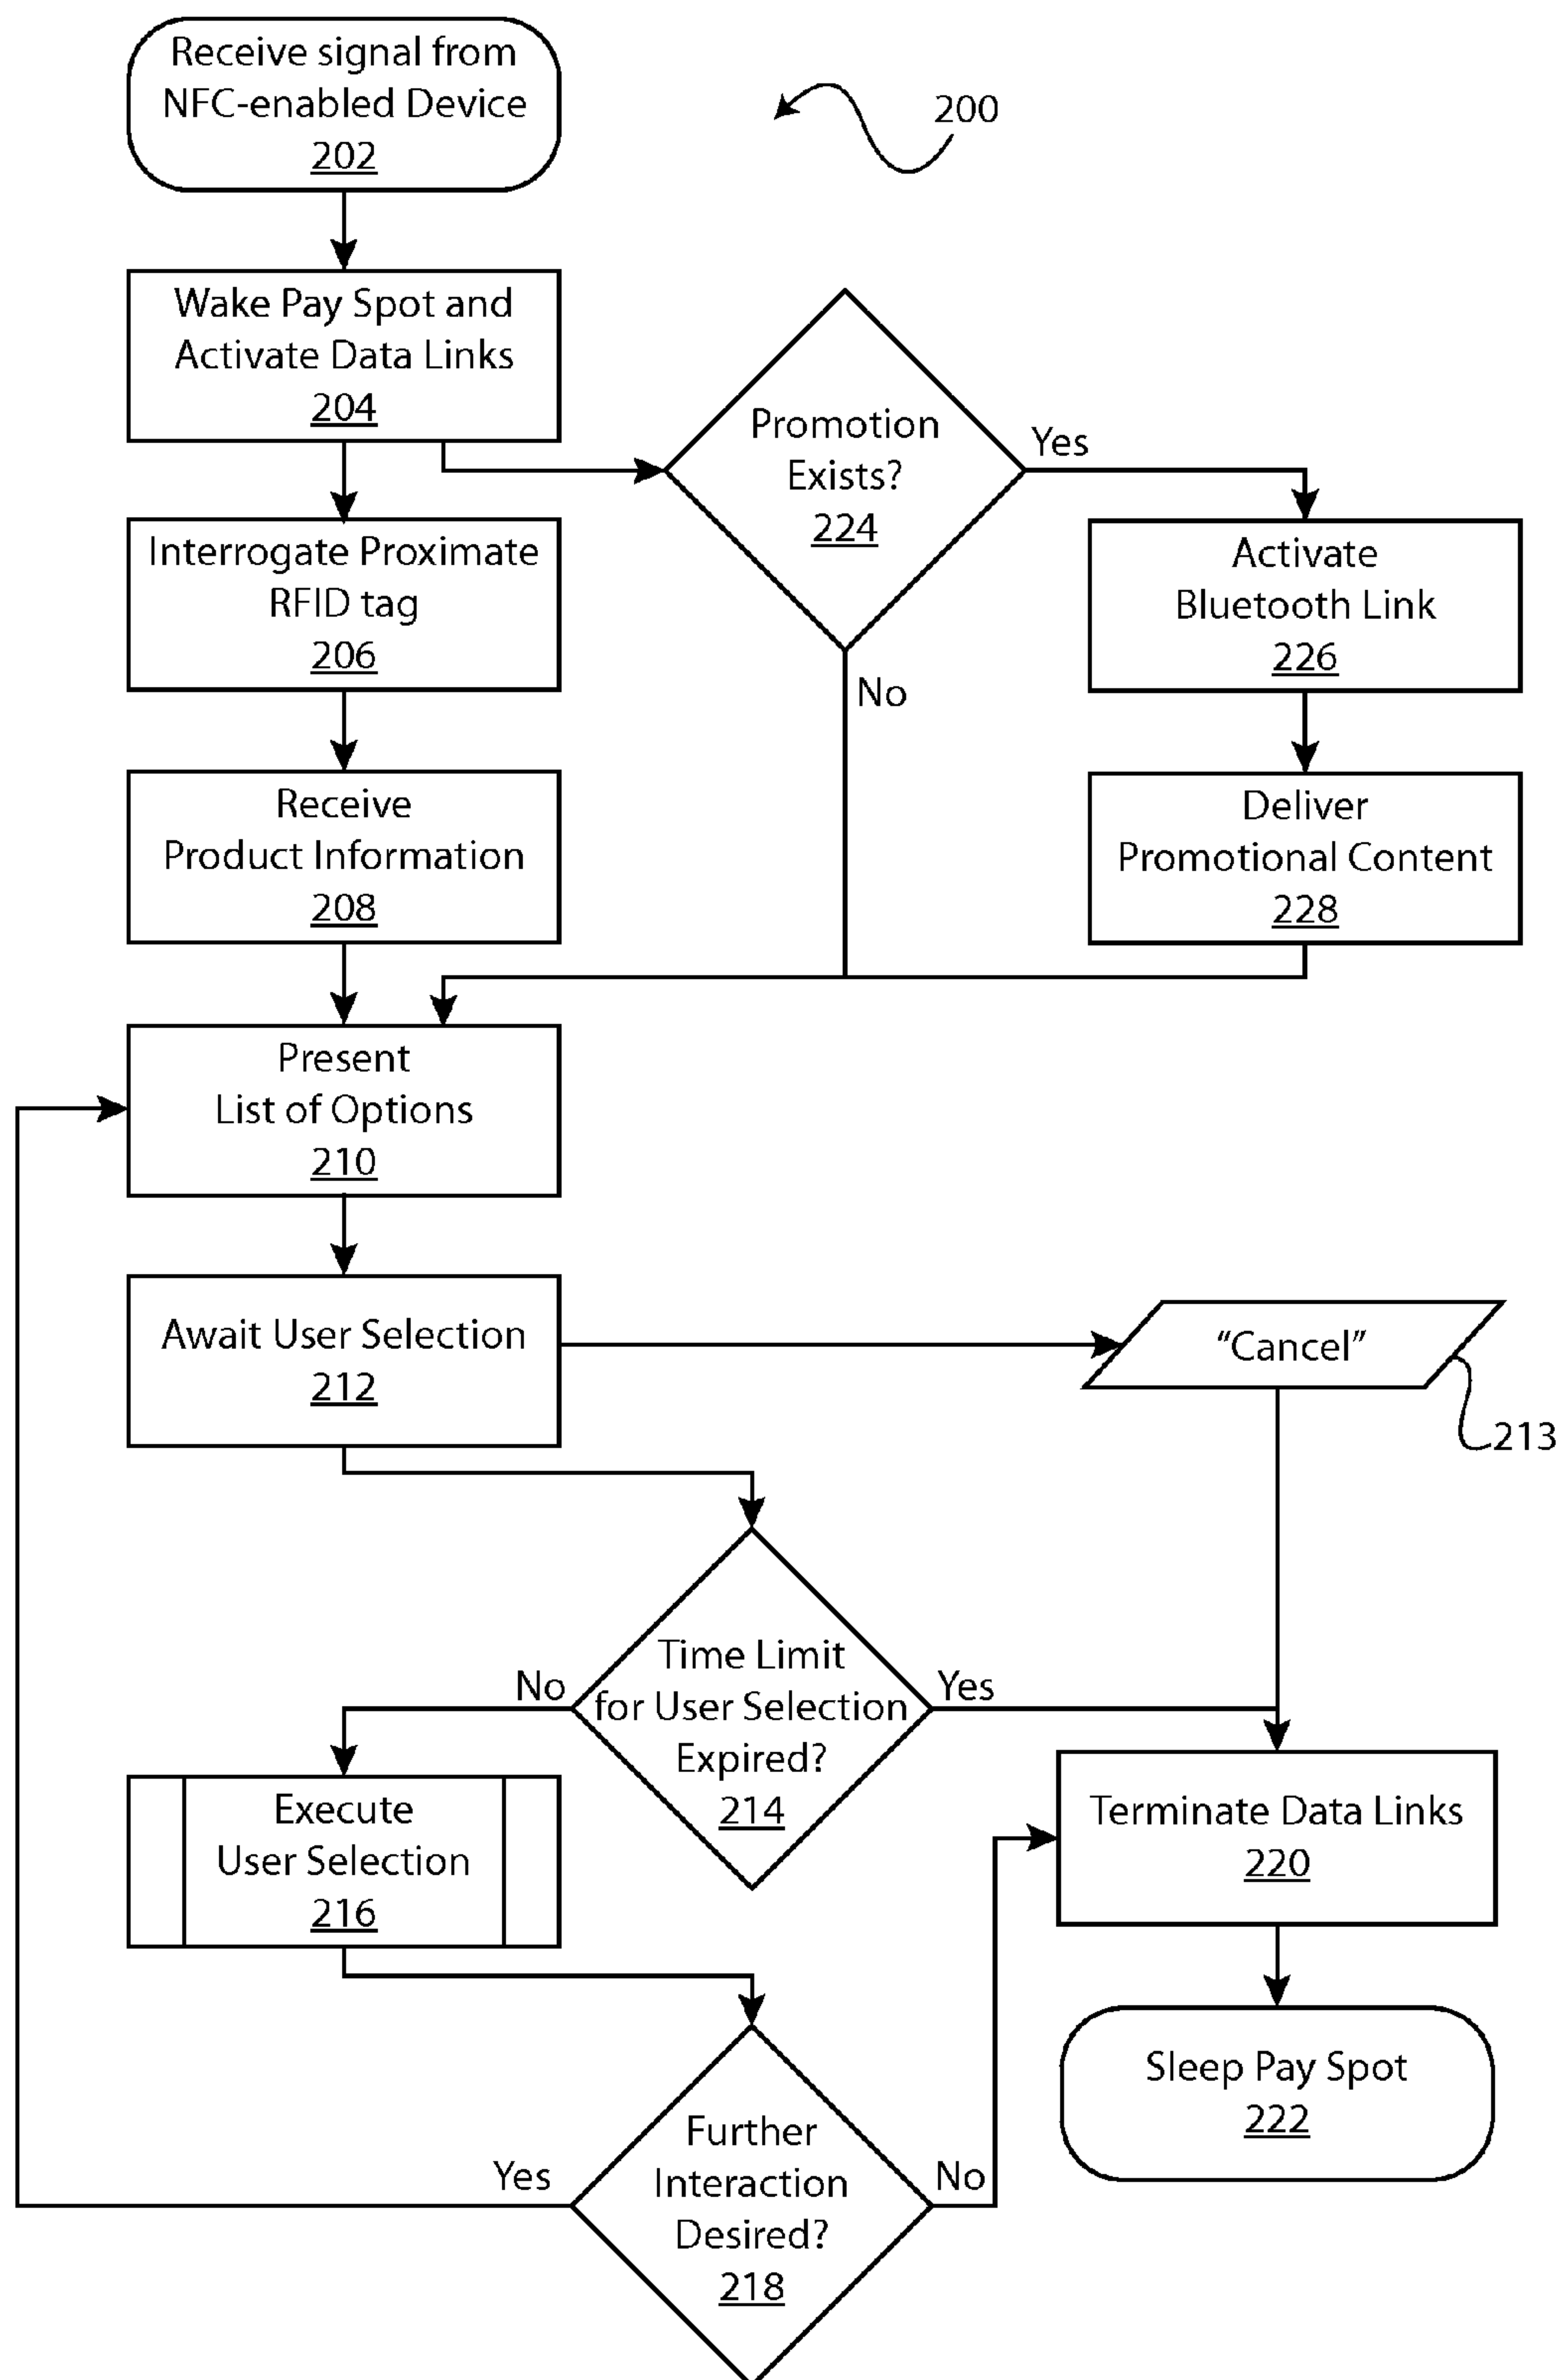 Receive signal from
NFC-enabled Device
202
200
Wake Pay Spot and
Activate Data Links
204
Promotion
Exists?
224
Yes
No
Interrogate Proximate
RFID tag
206
Activate
Bluetooth Link
226
Receive
Product Information
208
Deliver
Promotional Content
228
Present
List of Options
210
Await User Selection
212
“Cancel”
213
Time Limit
for User Selection
Expired?
214
No
Yes
Execute
User Selection
216
Terminate Data Links
220
Sleep Pay Spot
222
Further
Interaction
Desired?
218
Yes
No